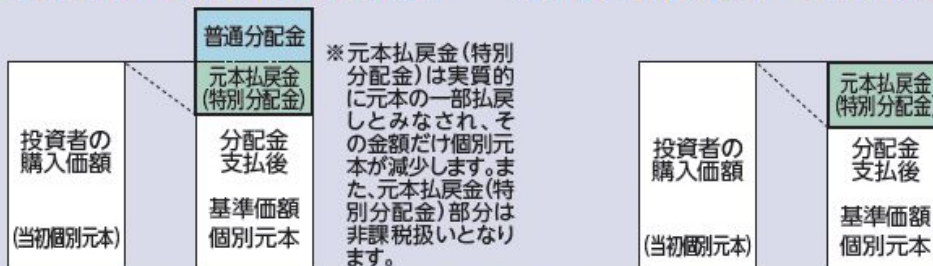 普通分配金
元本払戻金
(特別分配金)
投資者の
購入価額
(当初個別元本)
分配金
支払後
基準価額
個別元本
※元本払戻金(特別
分配金)は実質的
に元本の一部払戻
しとみなされ、そ
の金額だけ個別元
本が減少します。ま
た、元本払戻金(特
別分配金)部分は
非課税扱いとなり
ます。
投資者の
購入価額
(当初個別元本)
元本払戻金
(特別分配金)
分配金
支払後
基準価額
個別元本